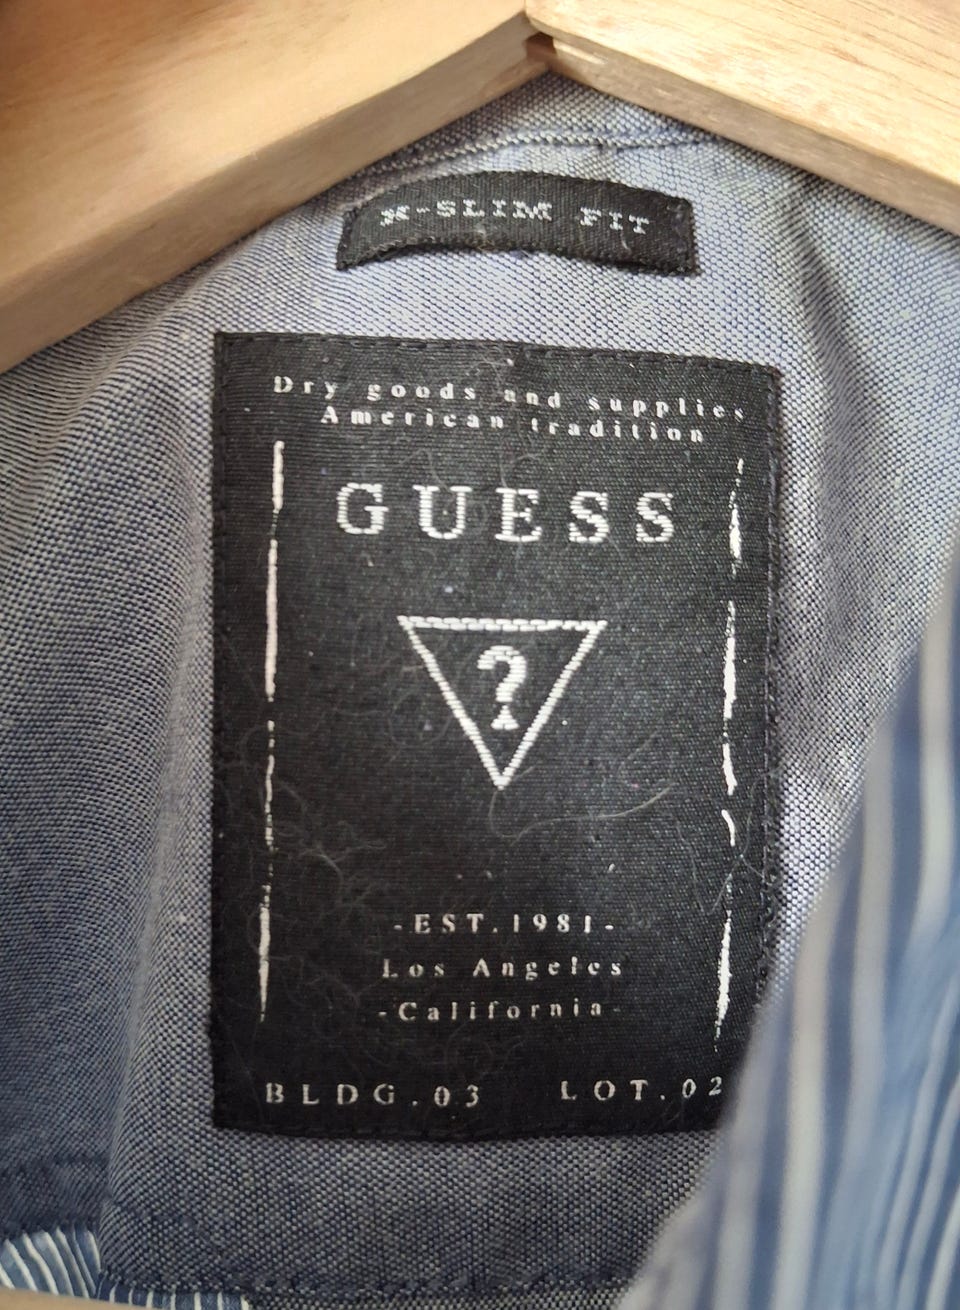 M-SLIM FIT
Dry goods and supplies
American tradition
GUESS
?
-EST.1981-
Los Angeles
-California-
BLDG.03 LOT.02